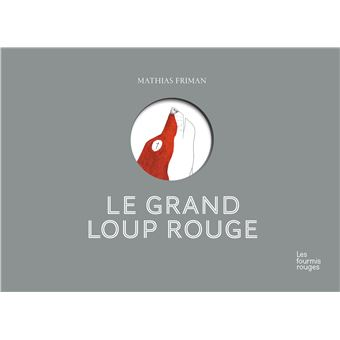 MATHIAS FRIMAN
LE GRAND
LOUP ROUGE
Les
fourmis
rouges